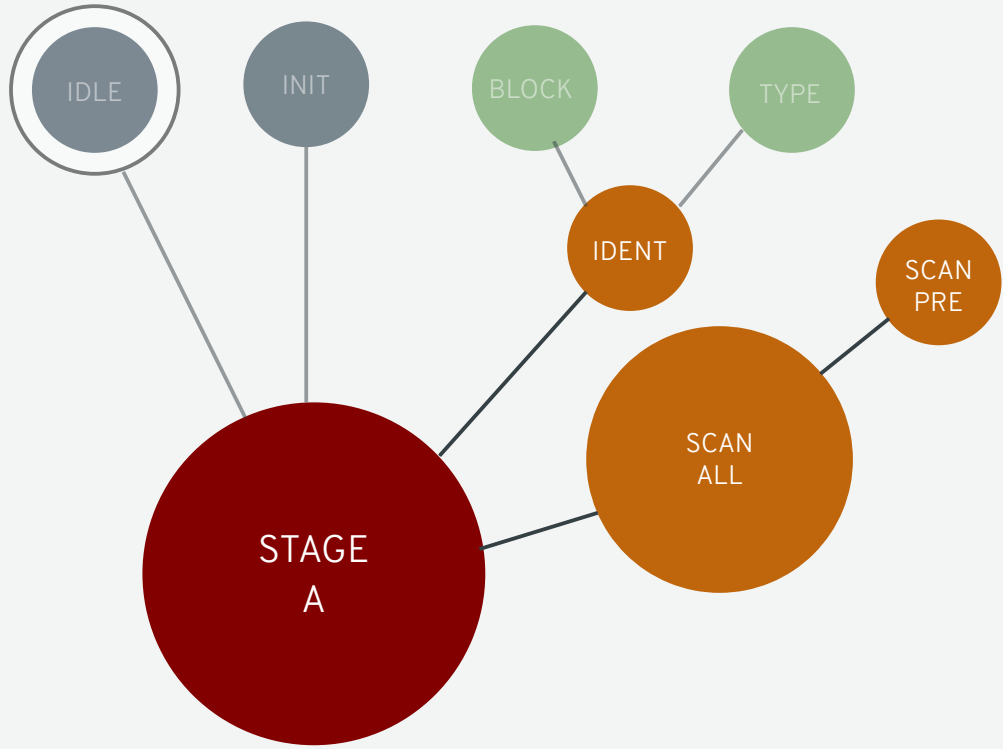 IDLE
INIT
BLOCK
TYPE
IDENT
SCAN
PRE
SCAN
ALL
STAGE
A